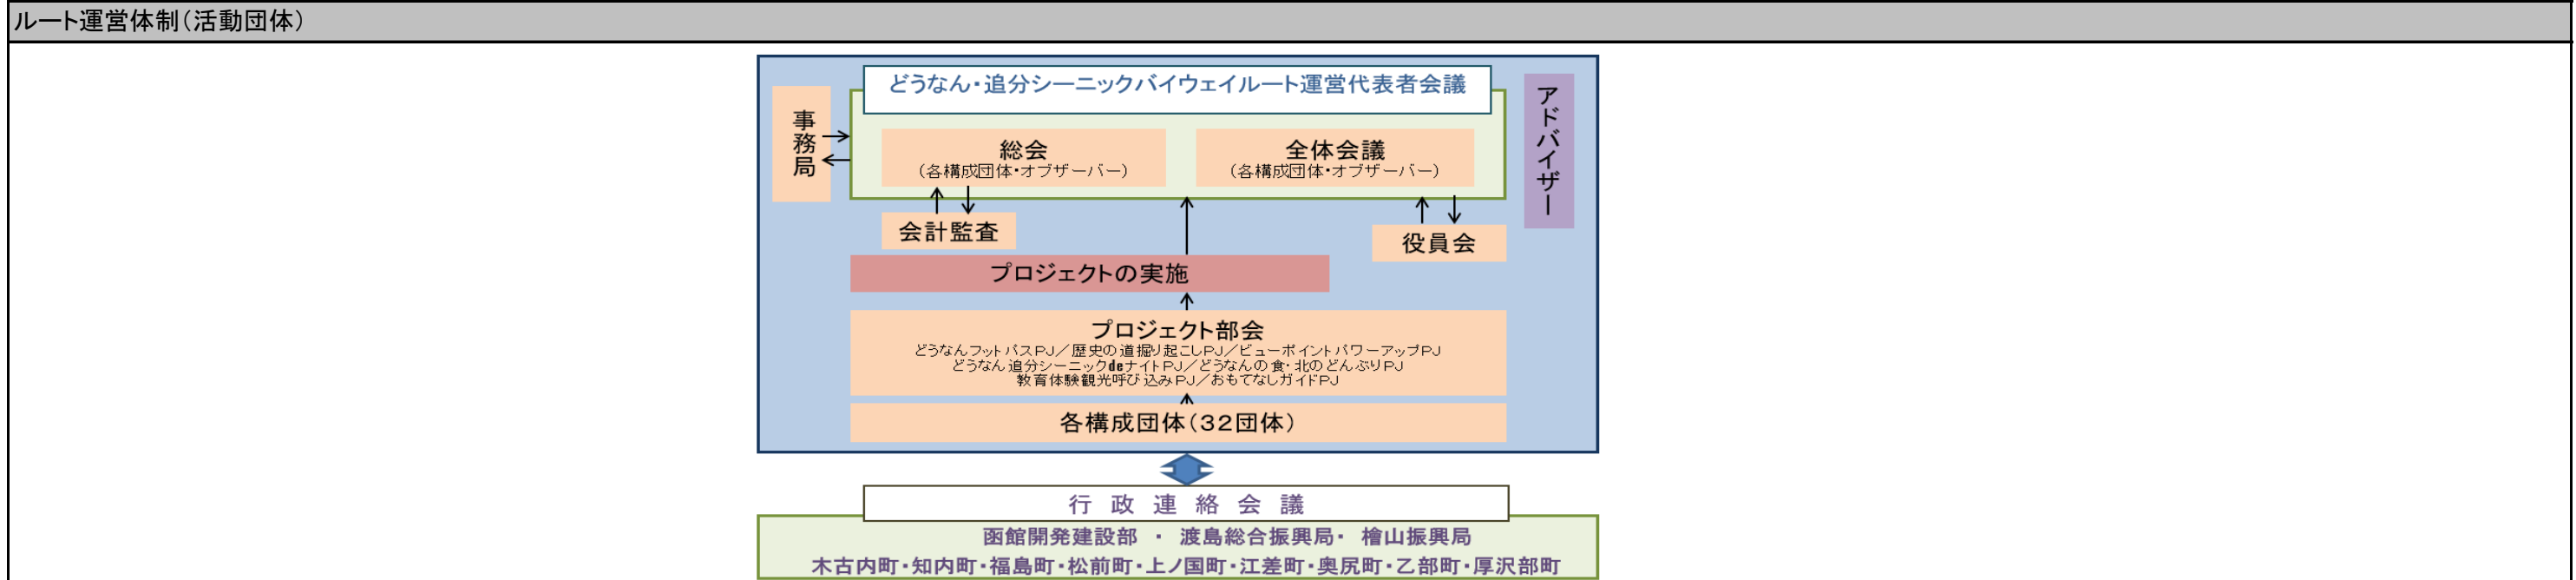 ルート運営体制(活動団体)
どうなん・追分シーニックバイウェイルート運営代表者会議
事務局
アドバイザー
総会
(各構成団体・オブザーバー)
全体会議
(各構成団体・オブザーバー)
会計監査
役員会
プロジェクトの実施
プロジェクト部会
どうなんフットパスPJ/歴史の道掘り起こしPJ/ビューポイントパワーアップPJ
どうなん追分シーニックdeナイトPJ/どうなんの食・北のどんぶりPJ
教育体験観光呼び込みPJ/おもてなしガイドPJ
各構成団体(32団体)
行政連絡会議
函館開発建設部 ・ 渡島総合振興局・ 檜山振興局
木古内町・知内町・福島町・松前町・上ノ国町・江差町・奥尻町・乙部町・厚沢部町